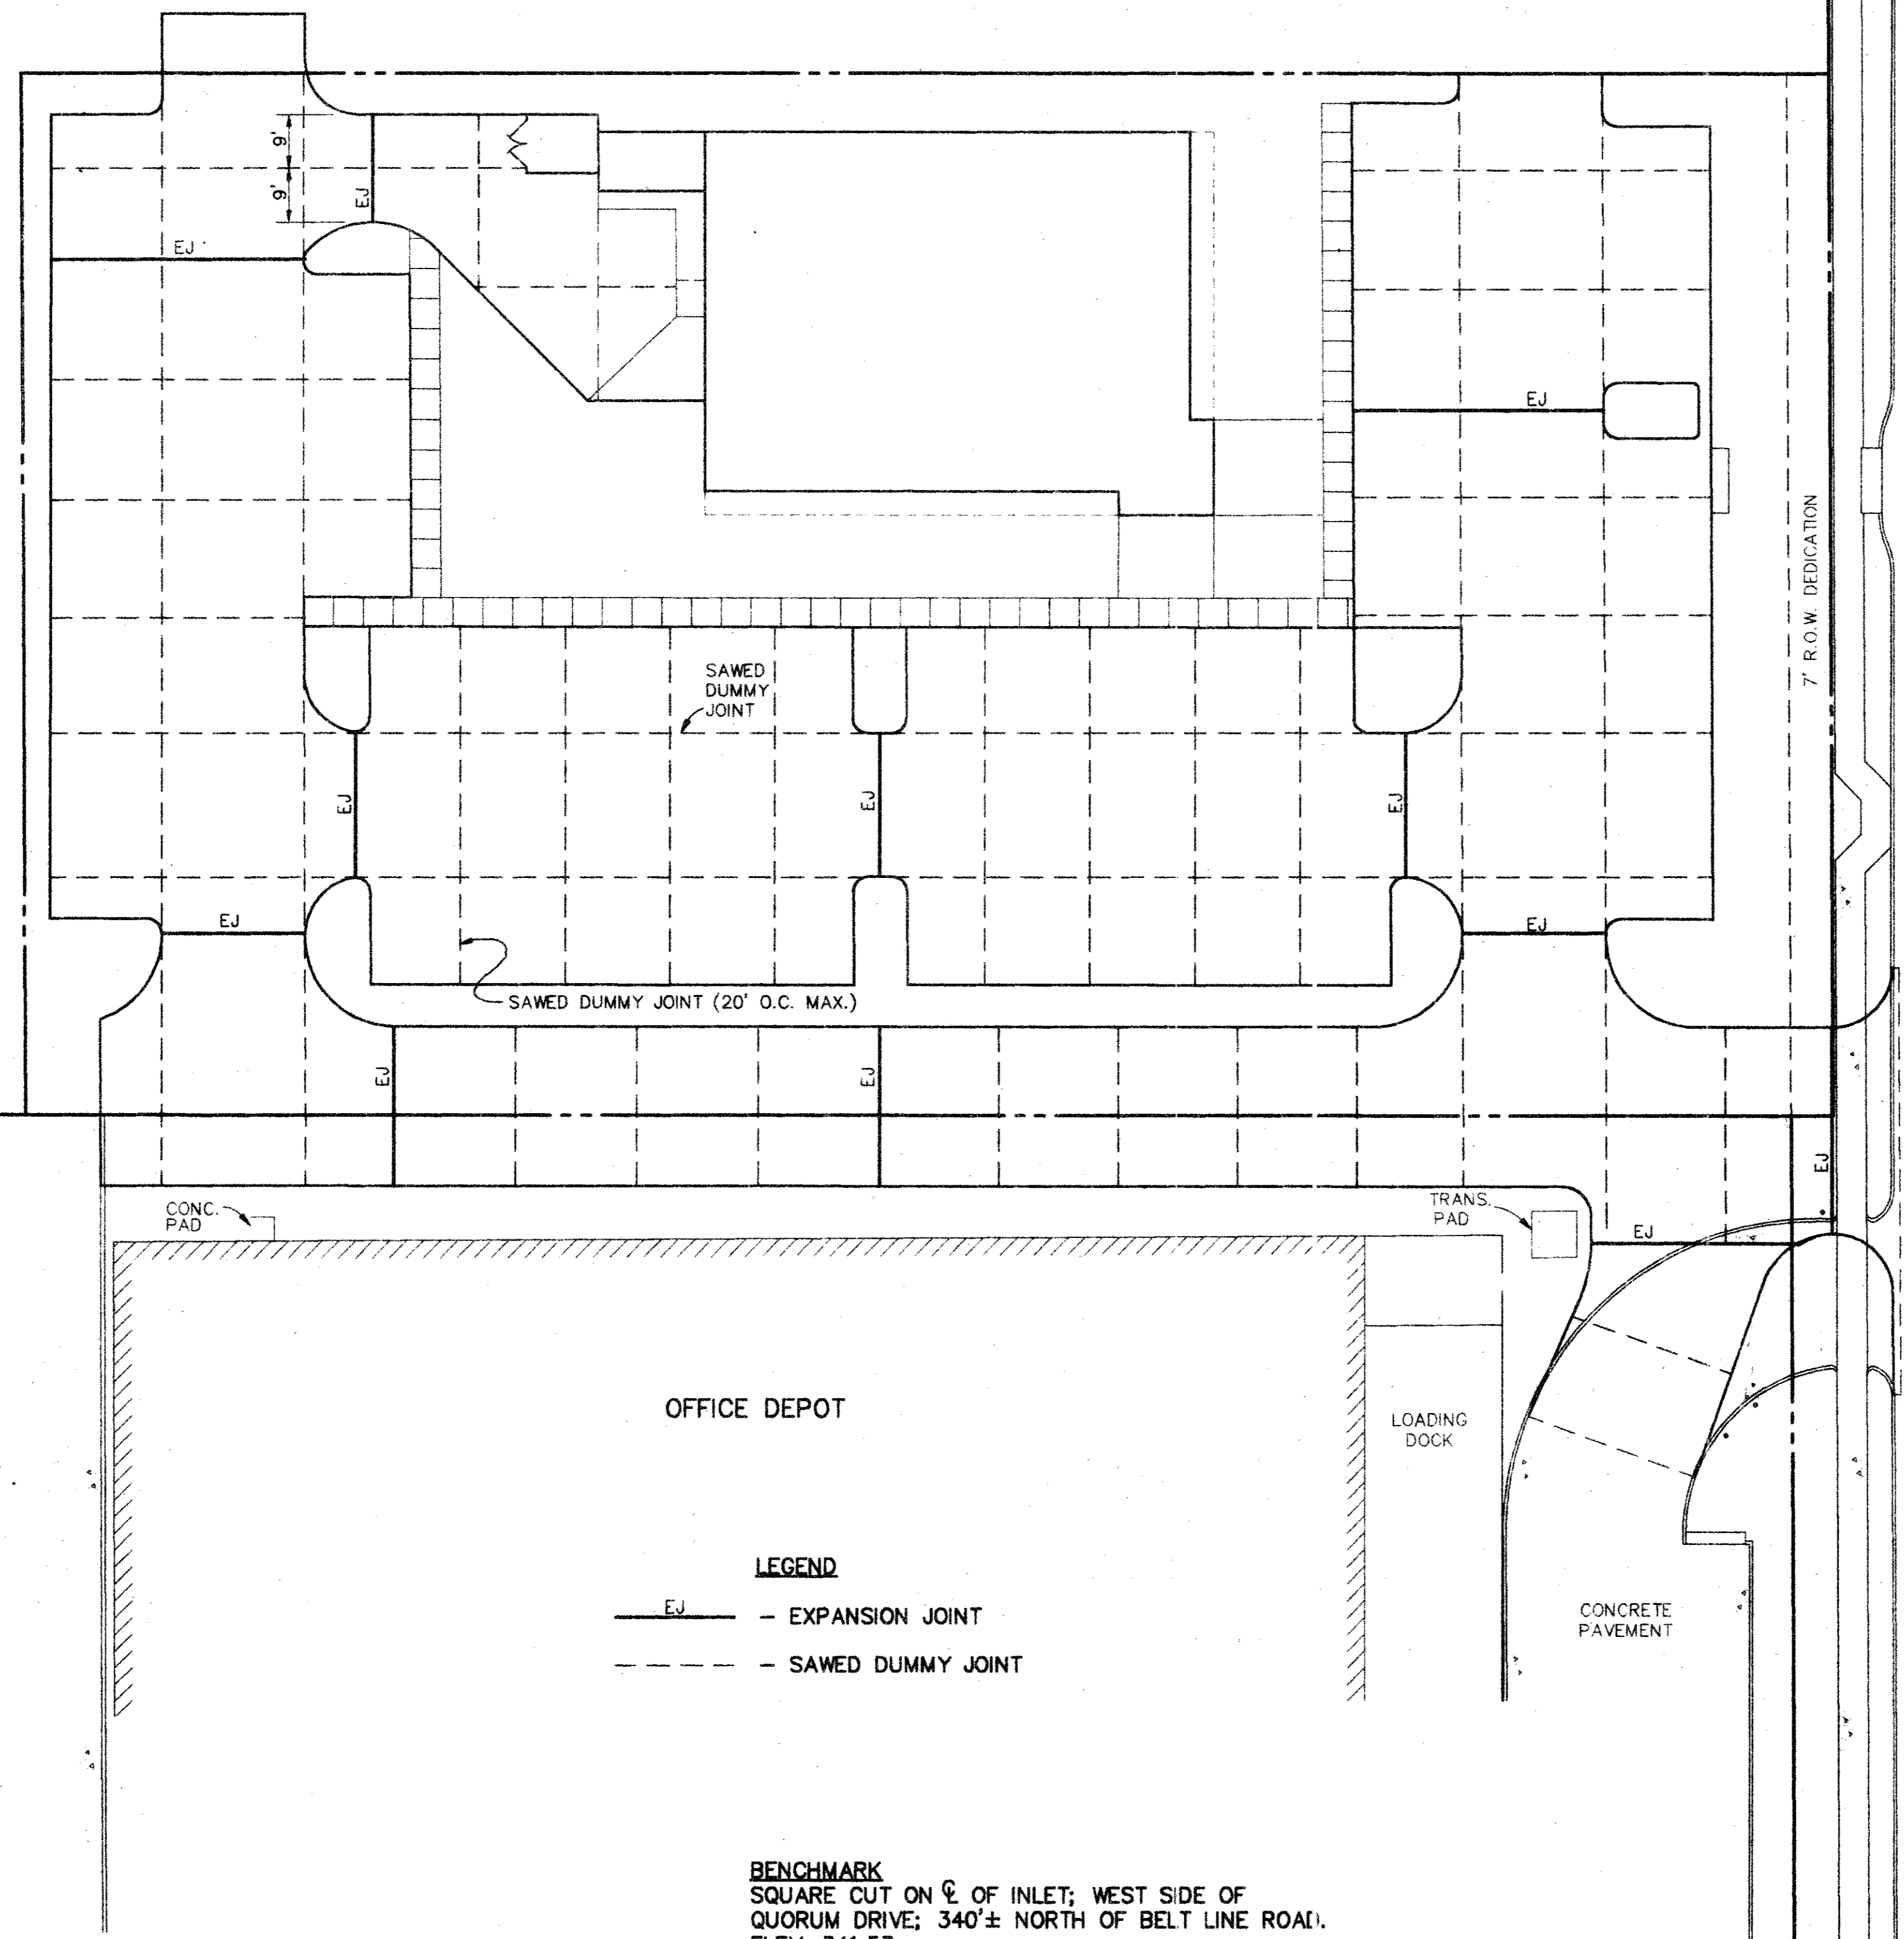 9'
9'
EJ
EJ
EJ
7' R.O.W. DEDICATION
SAWED
DUMMY
JOINT
EJ
EJ
EJ
EJ
EJ
SAWED DUMMY JOINT (20' O.C. MAX.)
EJ
EJ
EJ
CONC.
PAD
TRANS.
PAD
EJ
OFFICE DEPOT
LOADING
DOCK
LEGEND
EJ – EXPANSION JOINT
– SAWED DUMMY JOINT
CONCRETE
PAVEMENT
BENCHMARK
SQUARE CUT ON ℄ OF INLET; WEST SIDE OF
QUORUM DRIVE; 340'± NORTH OF BELT LINE ROAD.